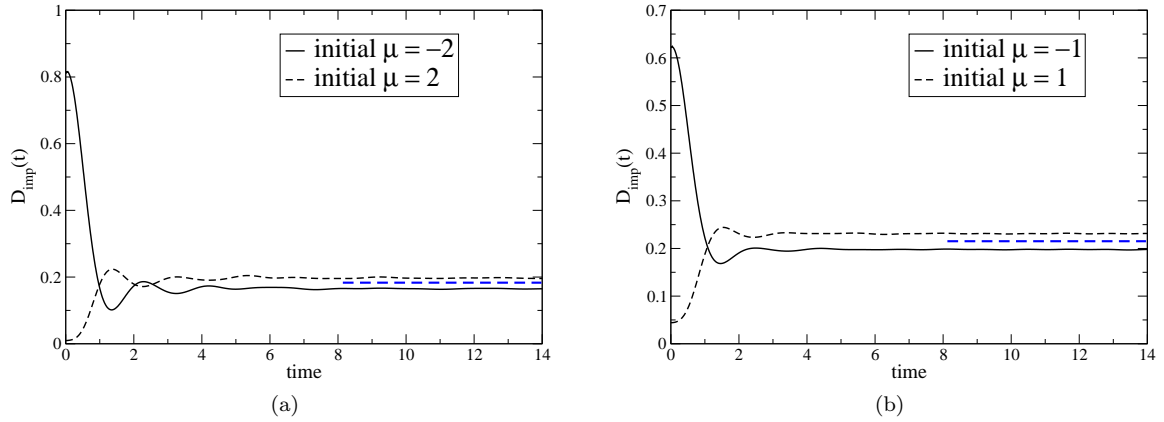 1
0.8
0.6
0.4
0.2
0
D_imp(t)
initial μ = −2
initial μ = 2
0 2 4 6 8 10 12 14
time
(a)
0.7
0.6
0.5
0.4
0.3
0.2
0.1
0
D_imp(t)
initial μ = −1
initial μ = 1
0 2 4 6 8 10 12 14
time
(b)